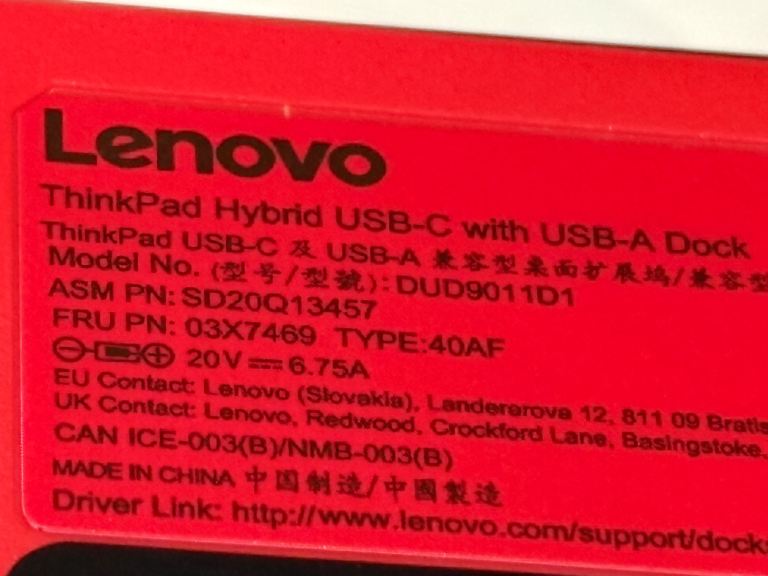 Lenovo
ThinkPad Hybrid USB-C with USB-A Dock
ThinkPad USB-C 及 USB-A 兼容型桌面扩展坞/兼容型
Model No. (型号/型號): DUD9011D1
ASM PN: SD20Q13457
FRU PN: 03X7469 TYPE:40AF
20V 6.75A
EU Contact: Lenovo (Slovakia), Landererova 12, 811 09 Bratis
UK Contact: Lenovo, Redwood, Crockford Lane, Basingstoke,
CAN ICE-003(B)/NMB-003(B)
MADE IN CHINA 中国制造/中國製造
Driver Link: http://www.lenovo.com/support/docks